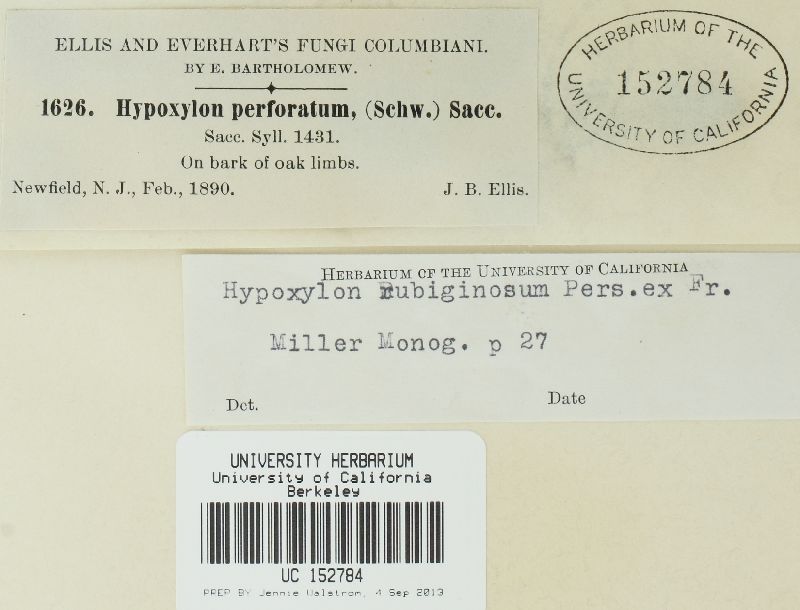 ELLIS AND EVERHART'S FUNGI COLUMBIANI.
BY E. BARTHOLOMEW.
1626. Hypoxylon perforatum, (Schw.) Sacc.
Sacc. Syll. 1431.
On bark of oak limbs.
Newfield, N. J., Feb., 1890. J. B. Ellis.
HERBARIUM OF THE
152784
UNIVERSITY OF CALIFORNIA
HERBARIUM OF THE UNIVERSITY OF CALIFORNIA
Hypoxylon rubiginosum Pers.ex Fr.
Miller Monog. p 27
Det. Date
UNIVERSITY HERBARIUM
University of California
Berkeley
UC 152784
PREP BY Jennie Walstrom, 4 Sep 2013